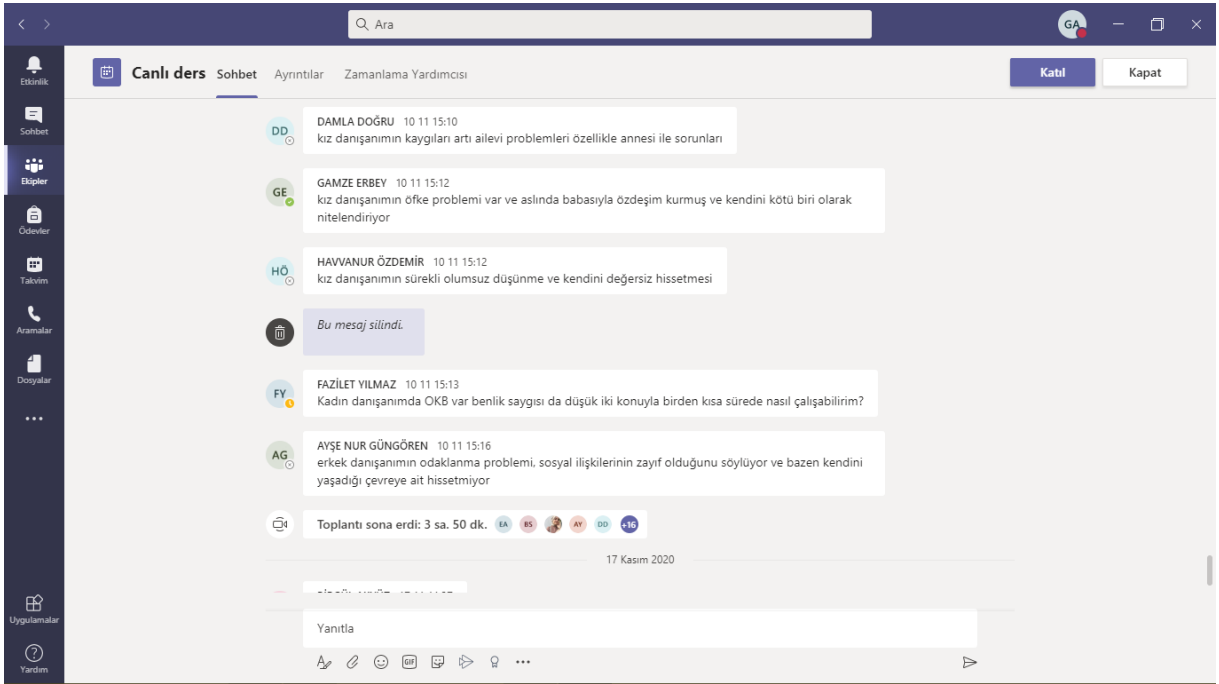 Ara
GA
Etkinlik
Sohbet
Ekipler
Ödevler
Takvim
Aramalar
Dosyalar
Uygulamalar
Yardım
Canlı ders Sohbet Ayrıntılar Zamanlama Yardımcısı
Katıl Kapat
DD
DAMLA DOĞRU 10 11 15:10
kız danışanımın kaygıları artı ailevi problemleri özellikle annesi ile sorunları
GE
GAMZE ERBEY 10 11 15:12
kız danışanımın öfke problemi var ve aslında babasıyla özdeşim kurmuş ve kendini kötü biri olarak
nitelendiriyor
HÖ
HAVVANUR ÖZDEMİR 10 11 15:12
kız danışanımın sürekli olumsuz düşünme ve kendini değersiz hissetmesi
Bu mesaj silindi.
FY
FAZİLET YILMAZ 10 11 15:13
Kadın danışanımda OKB var benlik saygısı da düşük iki konuyla birden kısa sürede nasıl çalışabilirim?
AG
AYŞE NUR GÜNGÖREN 10 11 15:16
erkek danışanımın odaklanma problemi, sosyal ilişkilerinin zayıf olduğunu söylüyor ve bazen kendini
yaşadığı çevreye ait hissetmiyor
Toplantı sona erdi: 3 sa. 50 dk. EA BS AY DD +16
17 Kasım 2020
Yanıtla
GIF